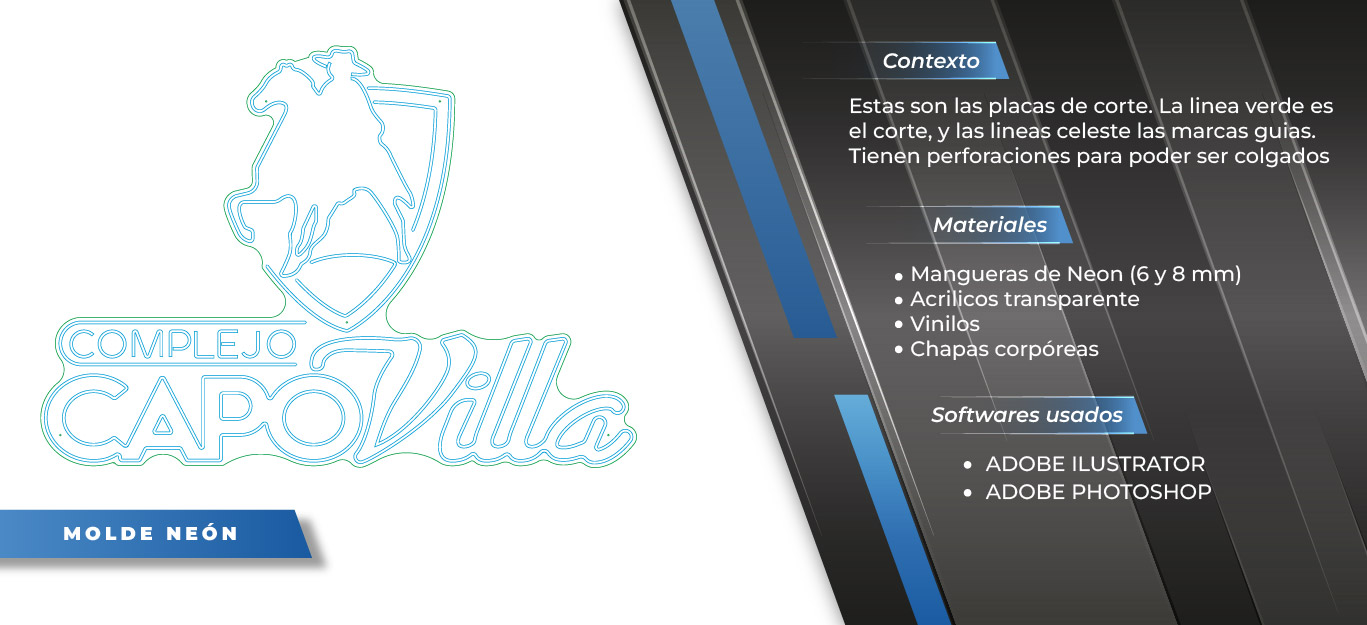 COMPLEJO
CAPO Villa
MOLDE NEÓN
Contexto
Estas son las placas de corte. La linea verde es
el corte, y las lineas celeste las marcas guias.
Tienen perforaciones para poder ser colgados
Materiales
• Mangueras de Neon (6 y 8 mm)
• Acrilicos transparente
• Vinilos
• Chapas corpóreas
Softwares usados
• ADOBE ILUSTRATOR
• ADOBE PHOTOSHOP